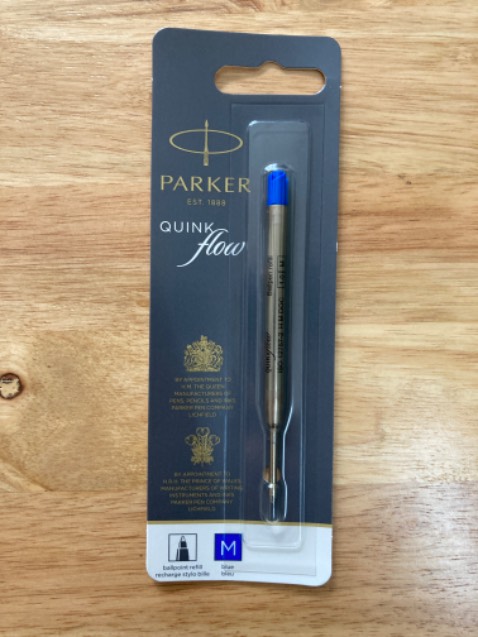 PARKER
EST. 1888
QUINK
flow
BY APPOINTMENT TO
H.M. THE QUEEN
MANUFACTURERS OF
PENS, PENCILS AND INKS
PARKER PEN COMPANY
LICHFIELD
BY APPOINTMENT TO
H.R.H. THE PRINCE OF WALES
MANUFACTURERS OF WRITING
INSTRUMENTS AND INKS
PARKER PEN COMPANY
M
ballpoint refill
recharge stylo bille
blue
bleu